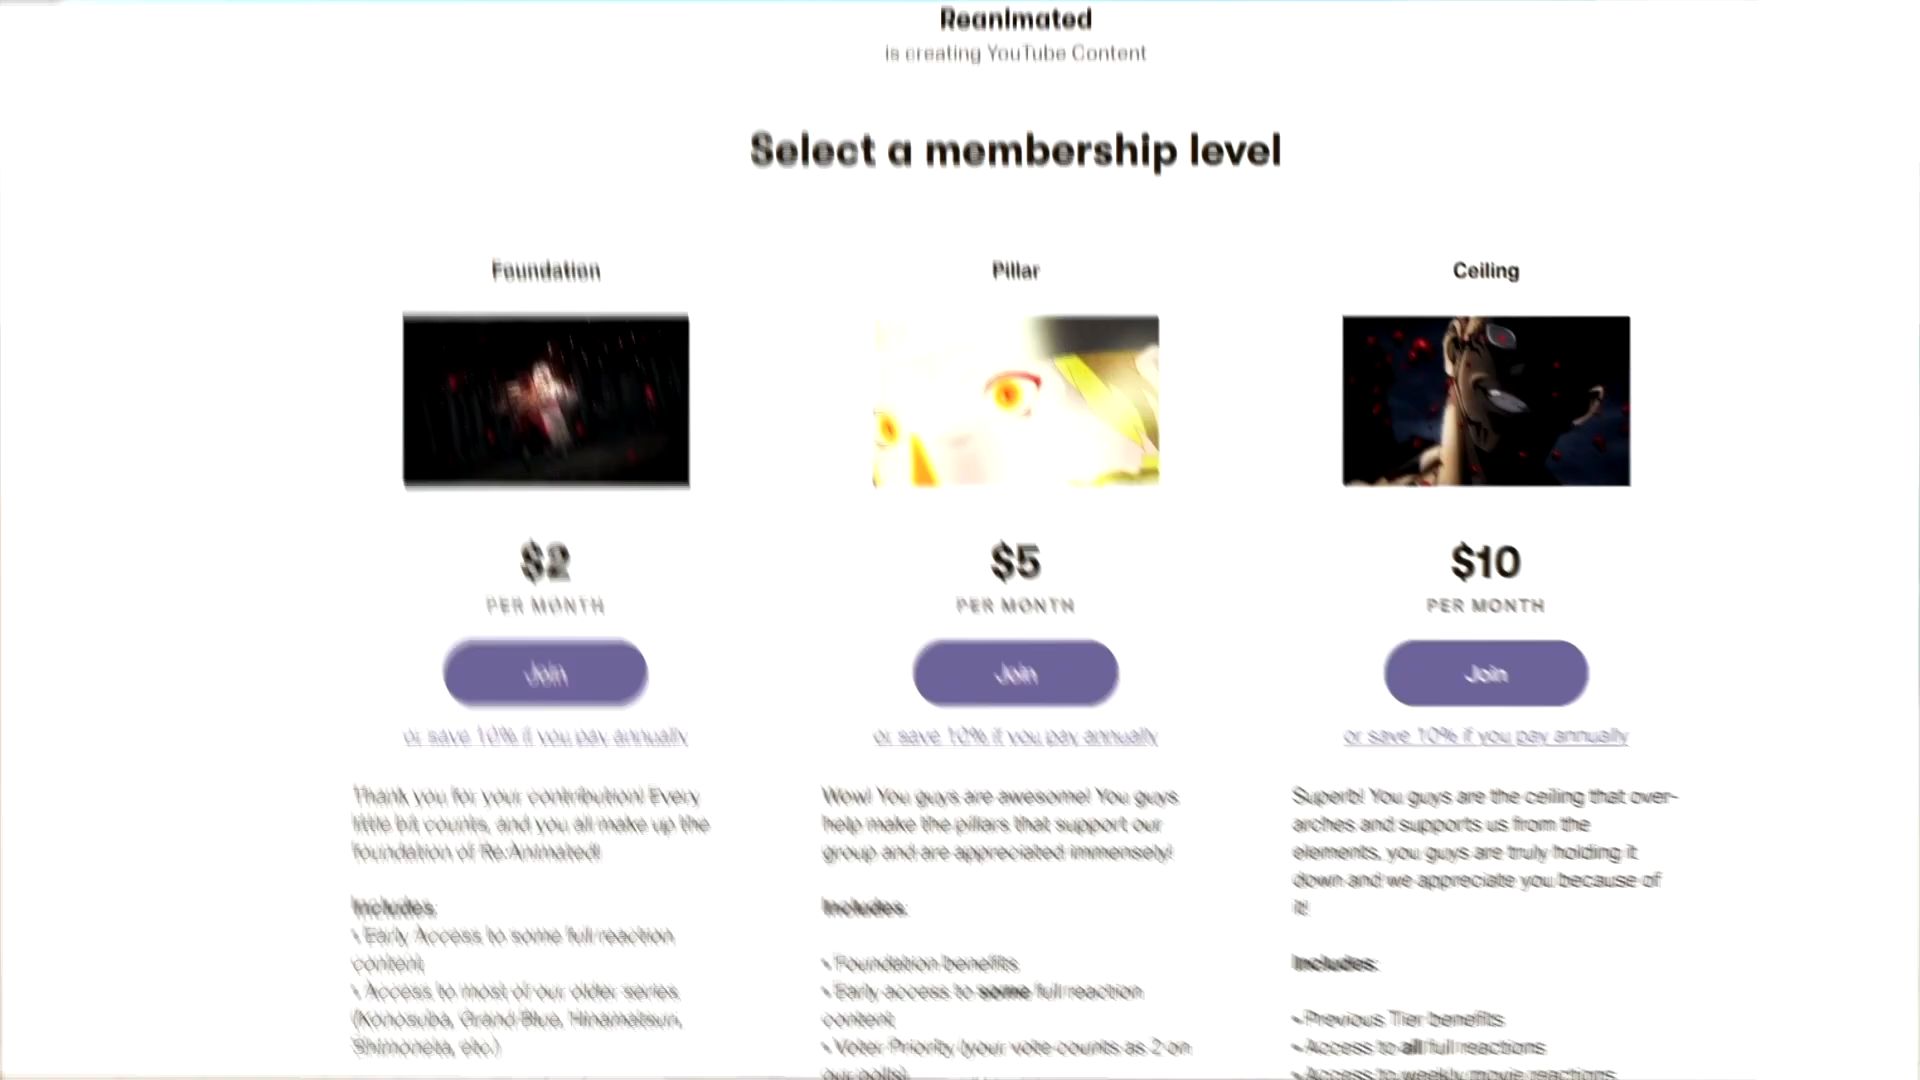 ReanImated
is creating YouTube Content
Select a membership level
Foundation
Pillar
Ceiling
$2
PER MONTH
Join
or save 10% if you pay annually
Thank you for your contribution! Every
little bit counts, and you all make up the
foundation of Re:Animated!
Includes:
• Early Access to some full reaction
content
• Access to most of our older series
(Konosuba, Grand Blue, Hinamatsuri,
Shimoneta, etc.)
$5
PER MONTH
Join
or save 10% if you pay annually
Wow! You guys are awesome! You guys
help make the pillars that support our
group and are appreciated immensely!
Includes:
• Foundation benefits
• Early access to some full reaction
content
• Voter Priority (your vote counts as 2 on
our polls)
$10
PER MONTH
Join
or save 10% if you pay annually
Superb! You guys are the ceiling that over-
arches and supports us from the
elements, you guys are truly holding it
down and we appreciate you because of
it!
Includes:
• Previous Tier benefits
• Access to all full reactions
• Access to weekly movie reactions